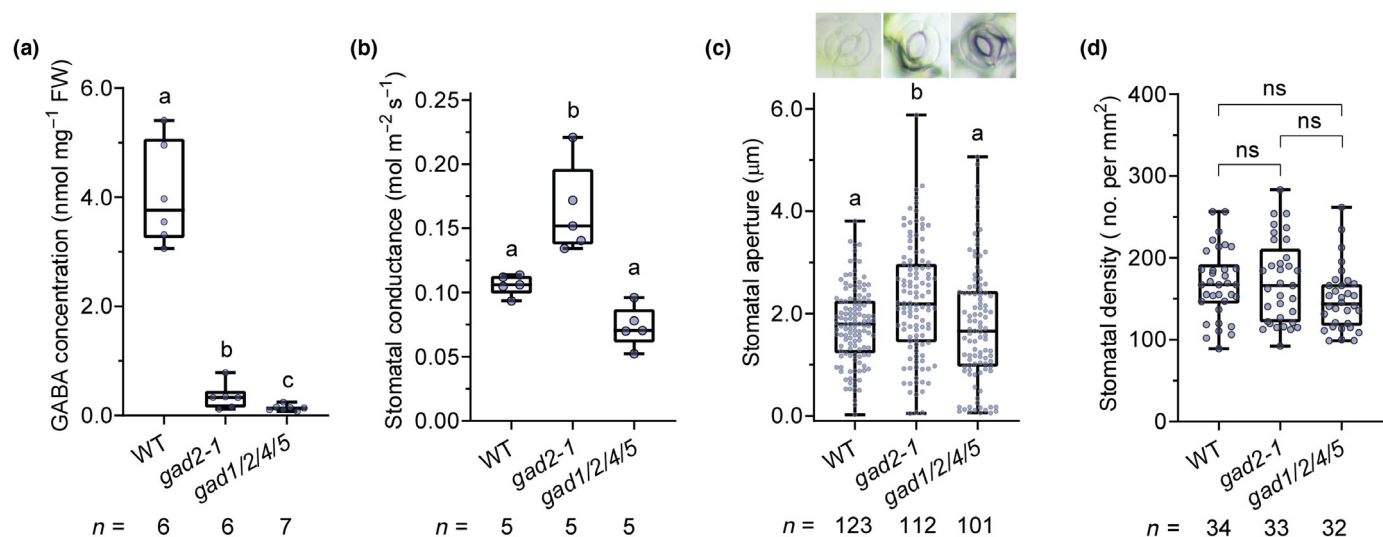 (a)
GABA concentration (nmol mg⁻¹ FW)
6.0
4.0
2.0
0.0
a
b
c
WT
gad2-1
gad1/2/4/5
n = 6 6 7
(b)
Stomatal conductance (mol m⁻² s⁻¹)
0.25
0.20
0.15
0.10
0.05
0.00
a
b
a
WT
gad2-1
gad1/2/4/5
n = 5 5 5
(c)
Stomatal aperture (μm)
6.0
4.0
2.0
0.0
a
b
a
WT
gad2-1
gad1/2/4/5
n = 123 112 101
(d)
Stomatal density ( no. per mm²)
400
300
200
100
0
ns
ns
ns
WT
gad2-1
gad1/2/4/5
n = 34 33 32